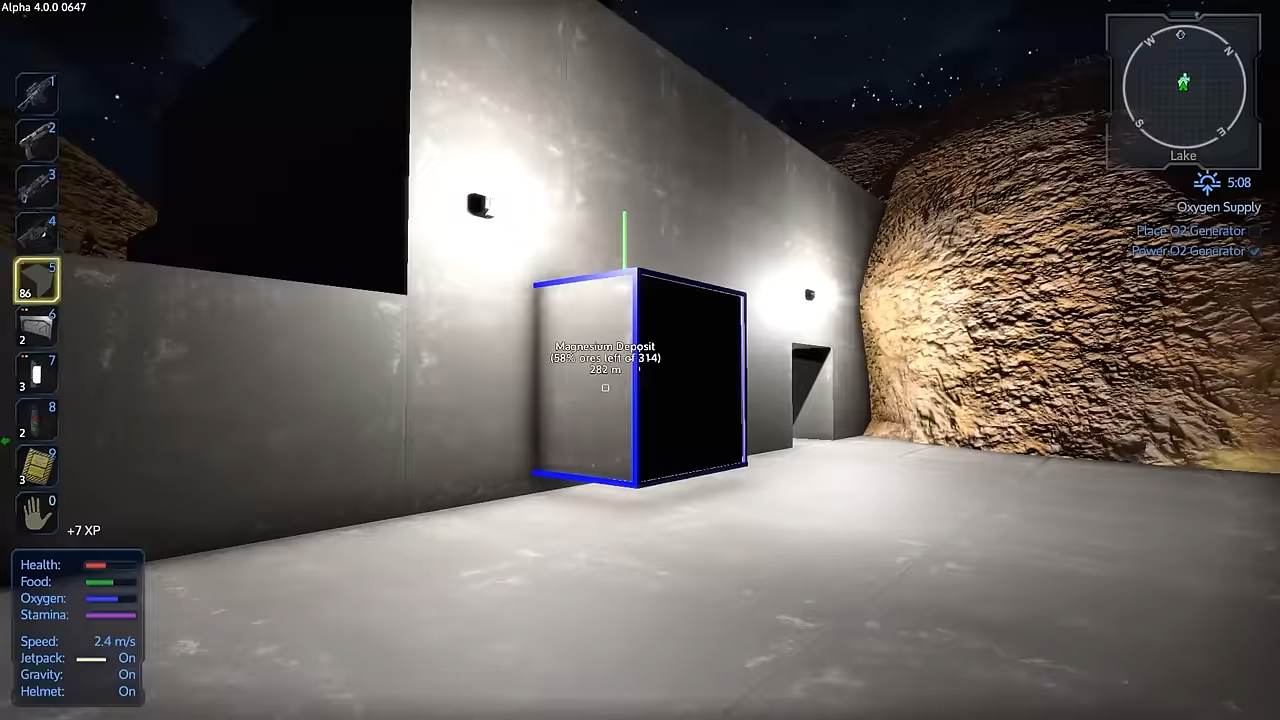 Alpha 4.0.0 0647
W
N
S
E
Lake
5:08
Oxygen Supply
Place O2 Generator
Power O2 Generator
1
2
3
4
5
86
6
2
7
3
8
2
9
3
0
Magnesium Deposit
(58% ores left of 314)
282 m
+7 XP
Health:
Food:
Oxygen:
Stamina:
Speed: 2.4 m/s
Jetpack: On
Gravity: On
Helmet: On